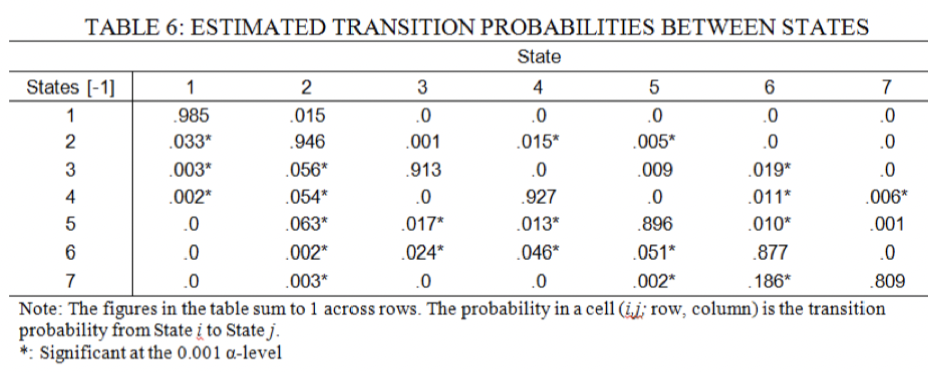 TABLE 6: ESTIMATED TRANSITION PROBABILITIES BETWEEN STATES
State
States [-1] 1 2 3 4 5 6 7
1 .985 .015 .0 .0 .0 .0 .0
2 .033* .946 .001 .015* .005* .0 .0
3 .003* .056* .913 .0 .009 .019* .0
4 .002* .054* .0 .927 .0 .011* .006*
5 .0 .063* .017* .013* .896 .010* .001
6 .0 .002* .024* .046* .051* .877 .0
7 .0 .003* .0 .0 .002* .186* .809
Note: The figures in the table sum to 1 across rows. The probability in a cell (i,j; row, column) is the transition
probability from State i to State j.
*: Significant at the 0.001 α-level